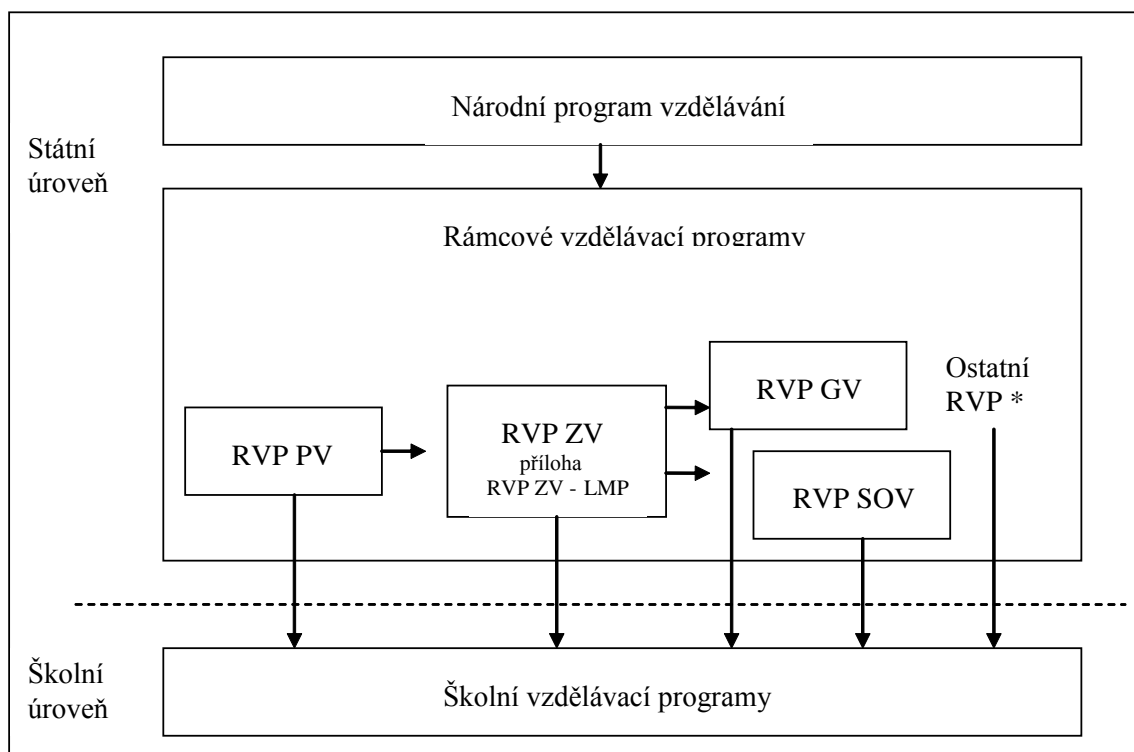 Národní program vzdělávání
Státní
úroveň
Rámcové vzdělávací programy
RVP GV
Ostatní
RVP *
RVP PV
RVP ZV
příloha
RVP ZV - LMP
RVP SOV
Školní
úroveň
Školní vzdělávací programy